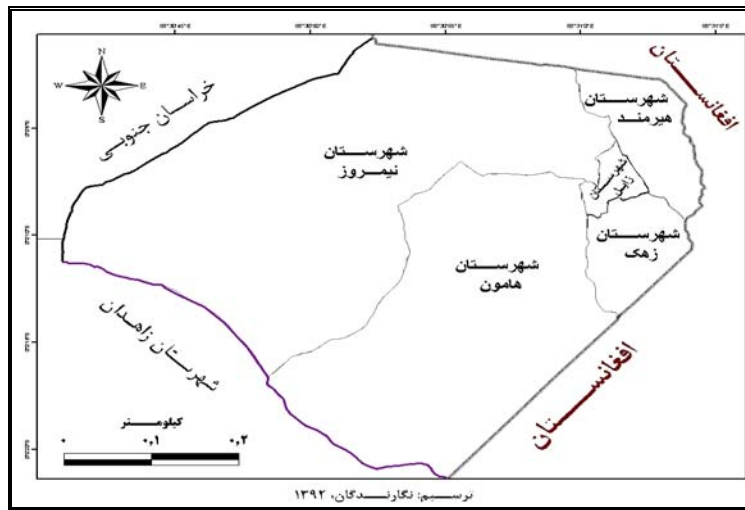 N
W E
S
خراسان جنوبی
افغانستان
شهرستان
هیرمند
شهرستان
نیمروز
شهرستان
زابل
شهرستان
زهک
شهرستان
هامون
شهرستان زاهدان
افغانستان
کیلومتر
۰ ۰,۱ ۰,۲
ترسیم: نگارندگان، ۱۳۹۲